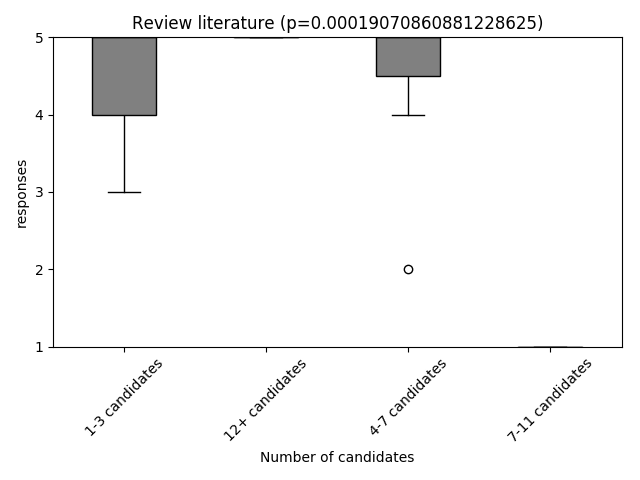 Review literature (p=0.00019070860881228625)
5
4
3
2
1
responses
1-3 candidates
12+ candidates
4-7 candidates
7-11 candidates
Number of candidates